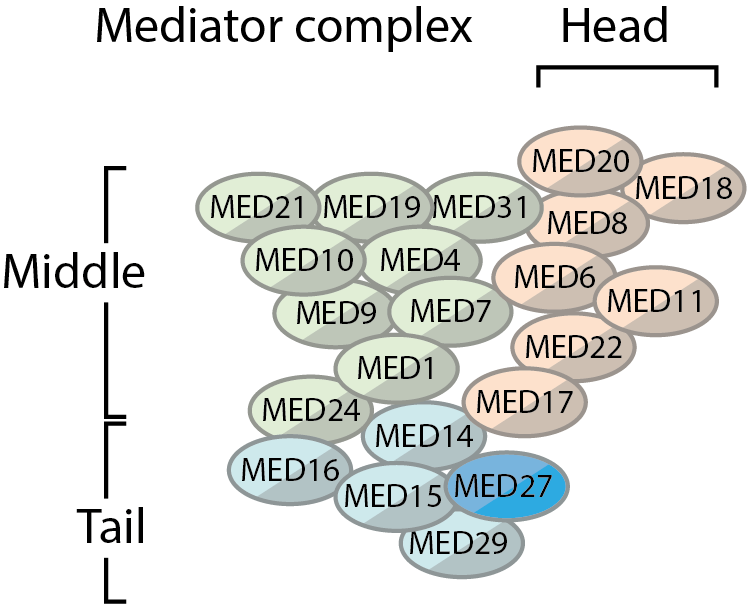 Mediator complex
Head
MED20
MED18
MED21
MED19
MED31
MED8
Middle
MED10
MED4
MED6
MED11
MED9
MED7
MED22
MED1
MED24
MED17
MED14
MED16
MED15
MED27
Tail
MED29